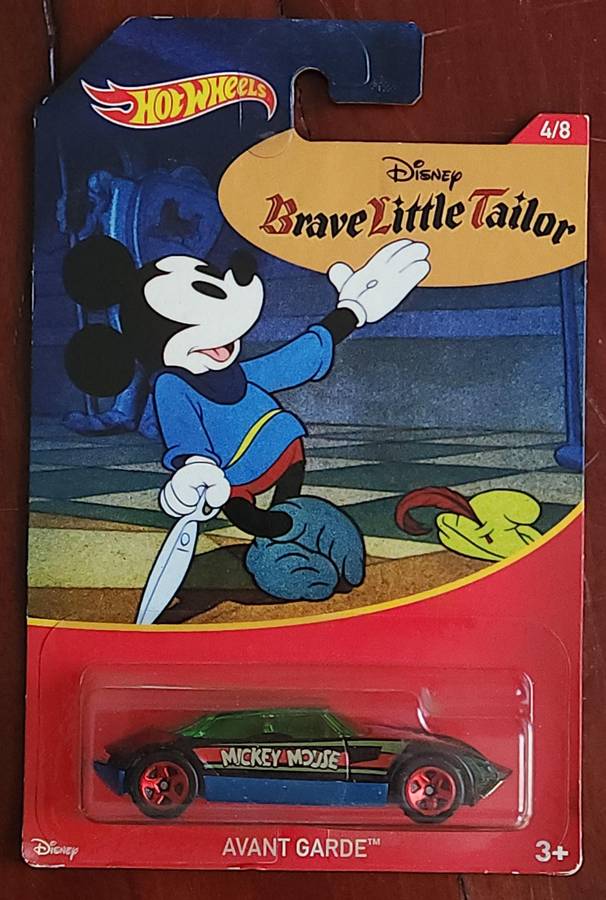 HOT WHEELS
4/8
DISNEY
Brave Little Tailor
MICKEY MOUSE
DISNEY
AVANT GARDE™
3+